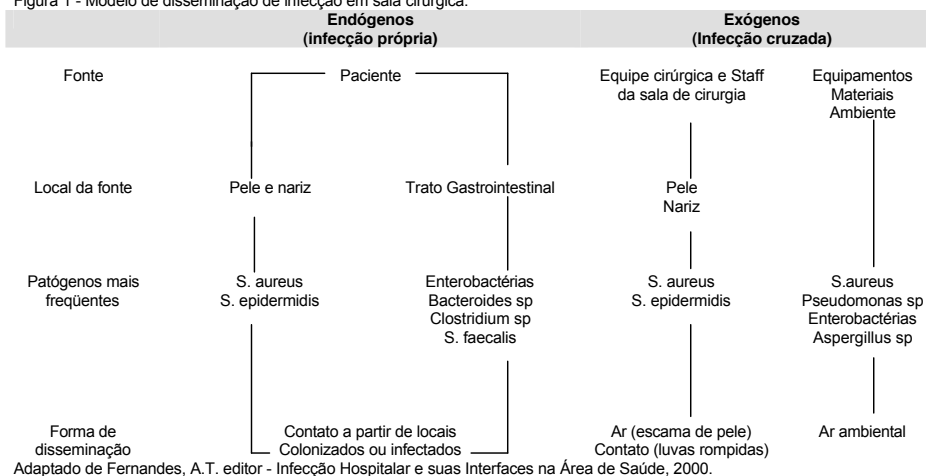 Figura 1 - Modelo de disseminação de infecção em sala cirúrgica.
Endógenos Exógenos
(infecção própria) (Infecção cruzada)
Fonte Paciente Equipe cirúrgica e Staff Equipamentos
da sala de cirurgia Materiais
Ambiente
Local da fonte Pele e nariz Trato Gastrointestinal Pele
Nariz
Patógenos mais S. aureus Enterobactérias S. aureus S.aureus
freqüentes S. epidermidis Bacteroides sp S. epidermidis Pseudomonas sp
Clostridium sp Enterobactérias
S. faecalis Aspergillus sp
Forma de Contato a partir de locais Ar (escama de pele) Ar ambiental
disseminação Colonizados ou infectados Contato (luvas rompidas)
Adaptado de Fernandes, A.T. editor - Infecção Hospitalar e suas Interfaces na Área de Saúde, 2000.